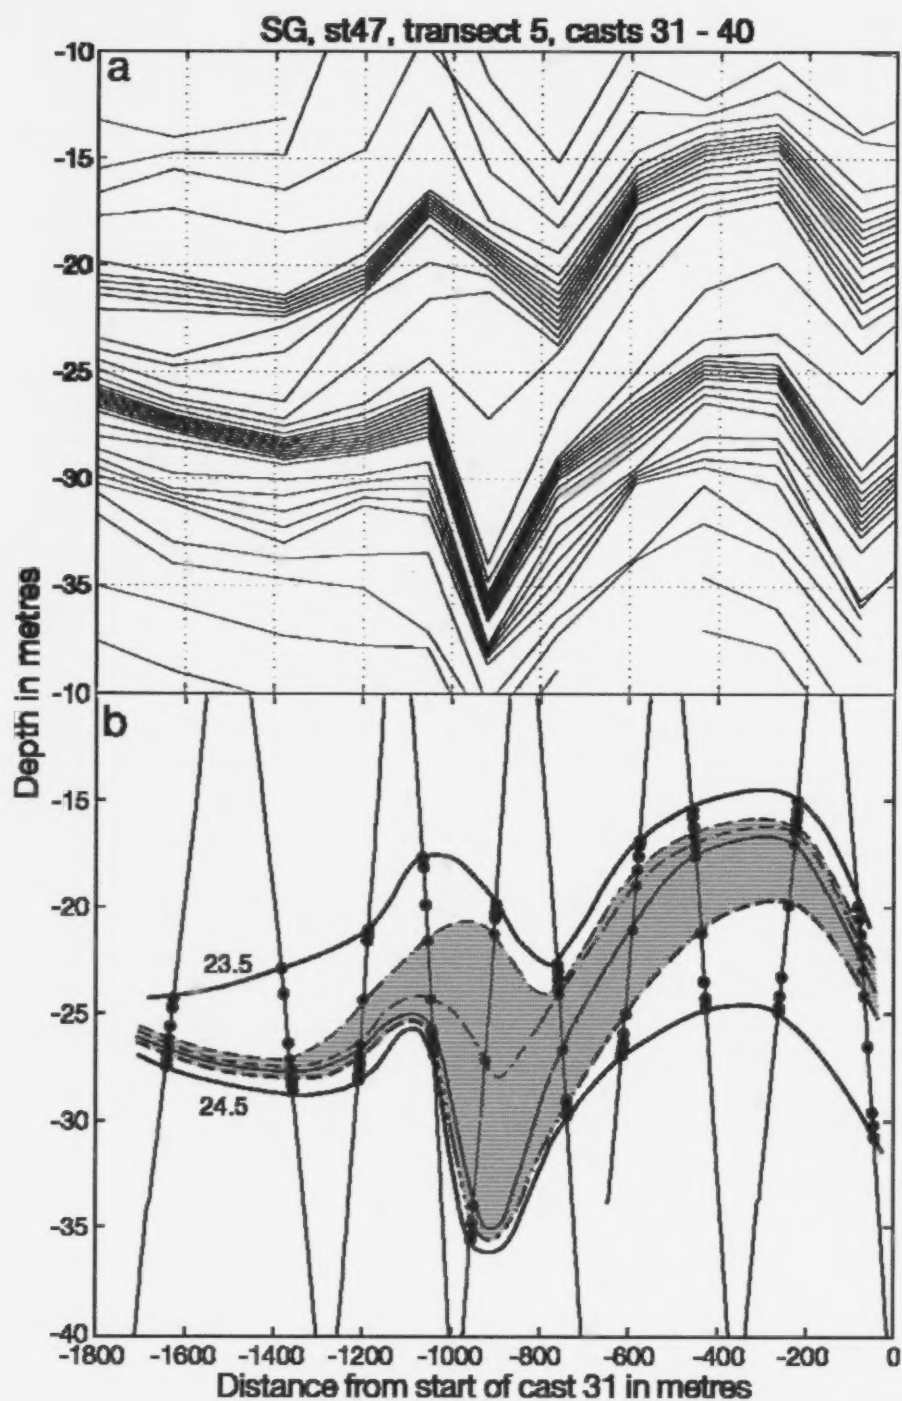 SG, st47, transect 5, casts 31 - 40
a
-10
-15
-20
-25
-30
-35
-10
Depth in metres
b
-15
-20
-25
-30
-35
-40
23.5
24.5
-1800 -1600 -1400 -1200 -1000 -800 -600 -400 -200 0
Distance from start of cast 31 in metres